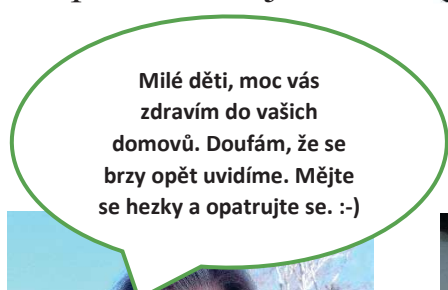 Milé děti, moc vás
zdravím do vašich
domovů. Doufám, že se
brzy opět uvidíme. Mějte
se hezky a opatrujte se. :-)